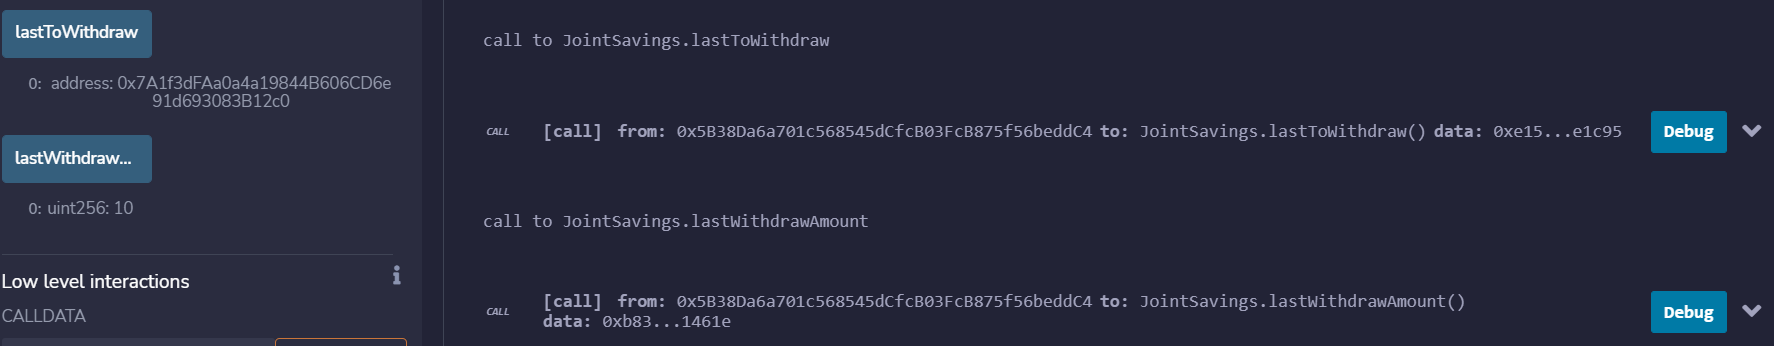 lastToWithdraw
0: address: 0x7A1f3dFAa0a4a19844B606CD6e
91d693083B12c0
lastWithdraw...
0: uint256: 10
Low level interactions
CALLDATA
call to JointSavings.lastToWithdraw
CALL [call] from: 0x5B38Da6a701c568545dCfcB03FcB875f56beddC4 to: JointSavings.lastToWithdraw() data: 0xe15...e1c95 Debug
call to JointSavings.lastWithdrawAmount
CALL [call] from: 0x5B38Da6a701c568545dCfcB03FcB875f56beddC4 to: JointSavings.lastWithdrawAmount()
data: 0xb83...1461e Debug